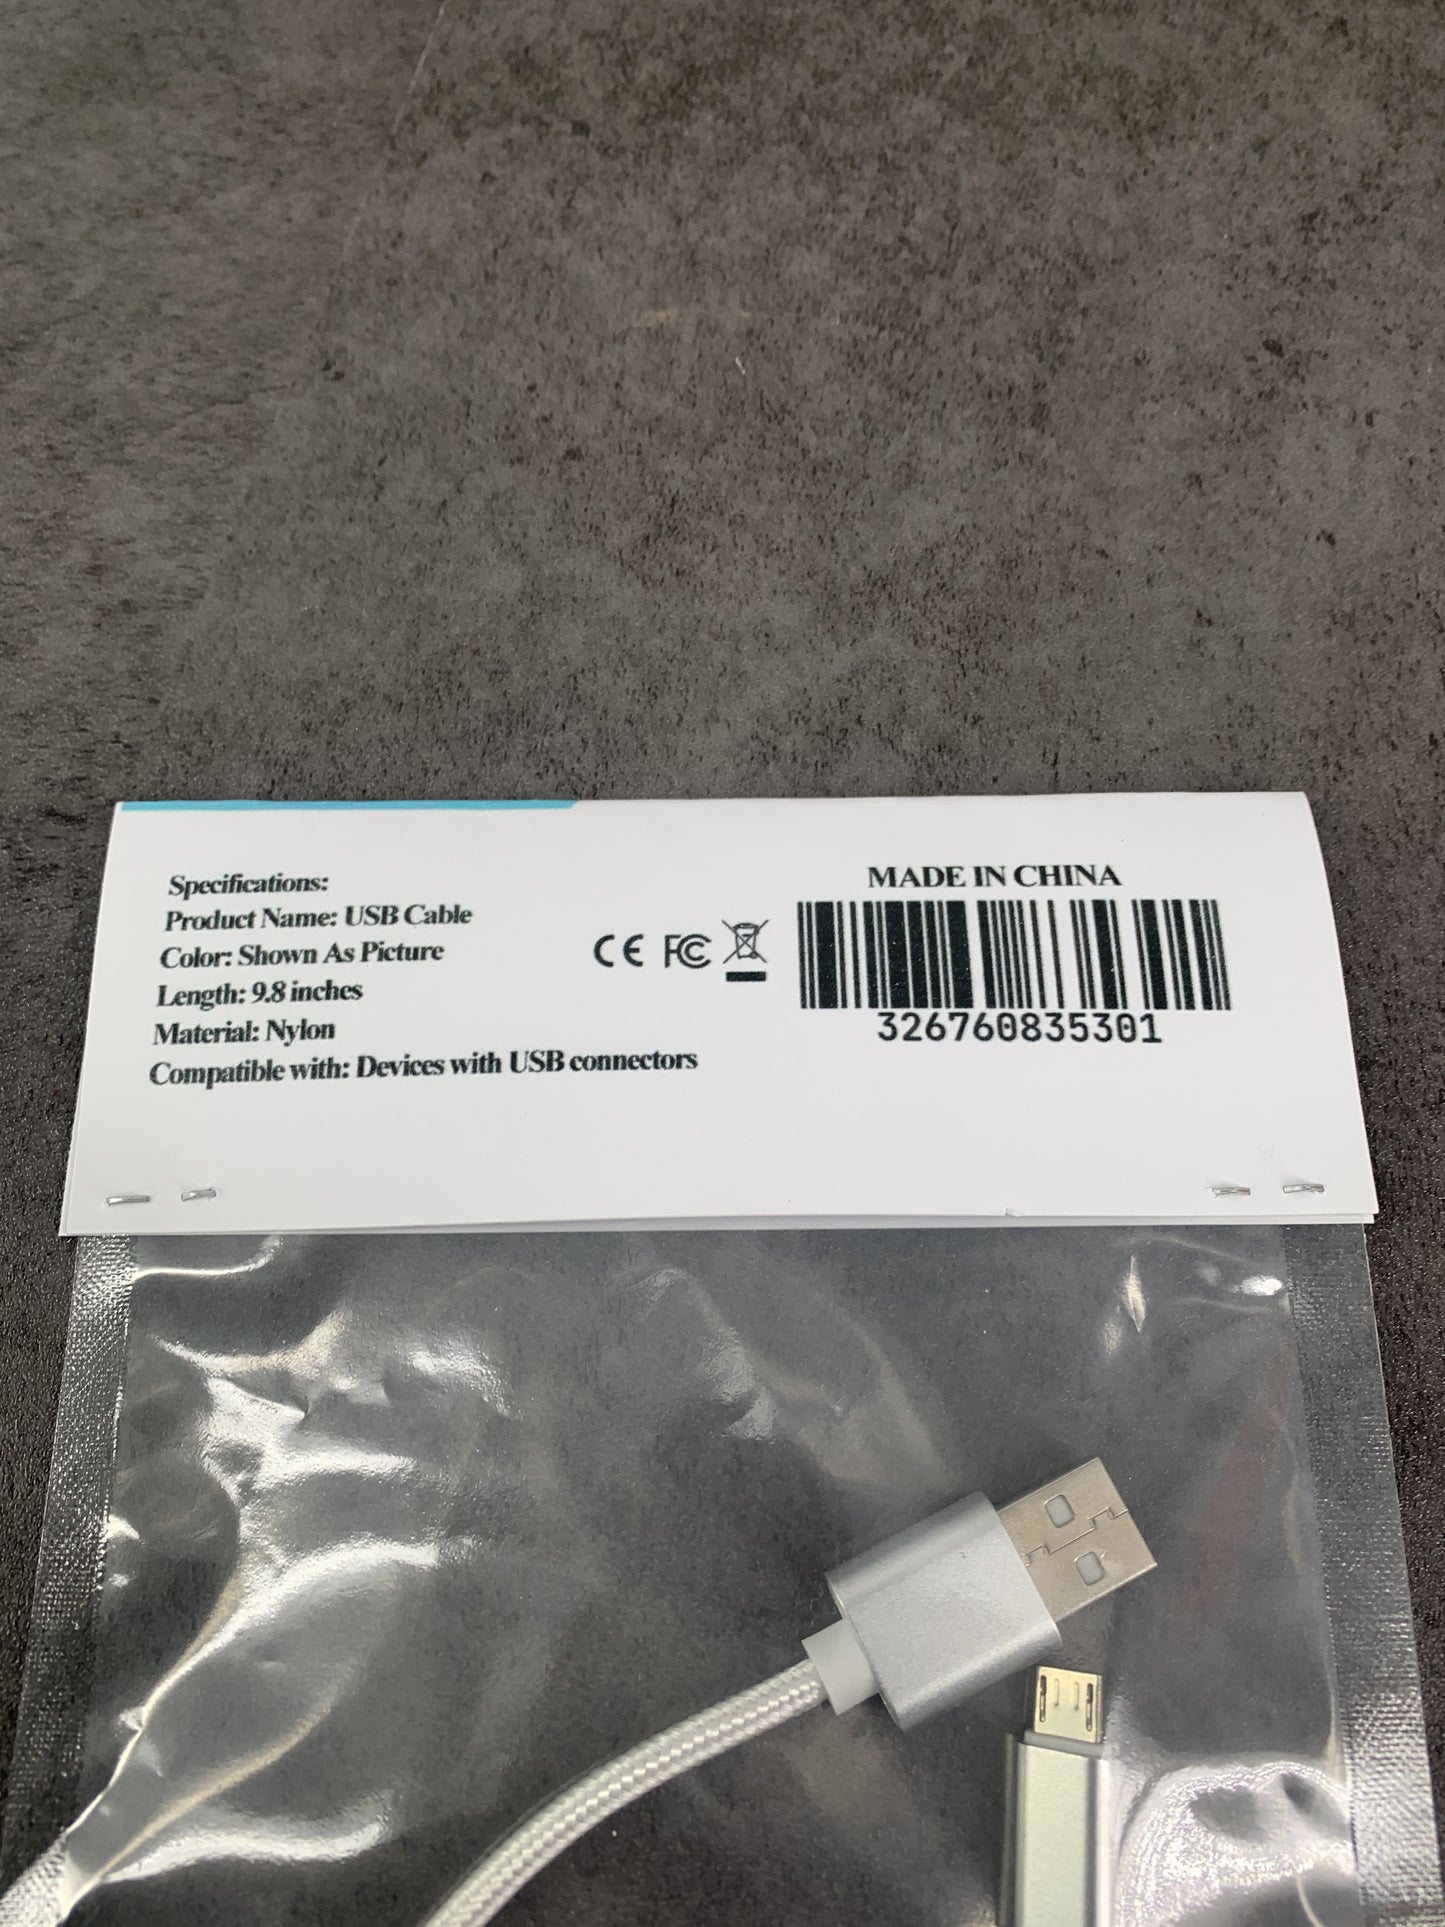 Specifications:
Product Name: USB Cable
Color: Shown As Picture
Length: 9.8 inches
Material: Nylon
Compatible with: Devices with USB connectors
CE FC
MADE IN CHINA
326760835301